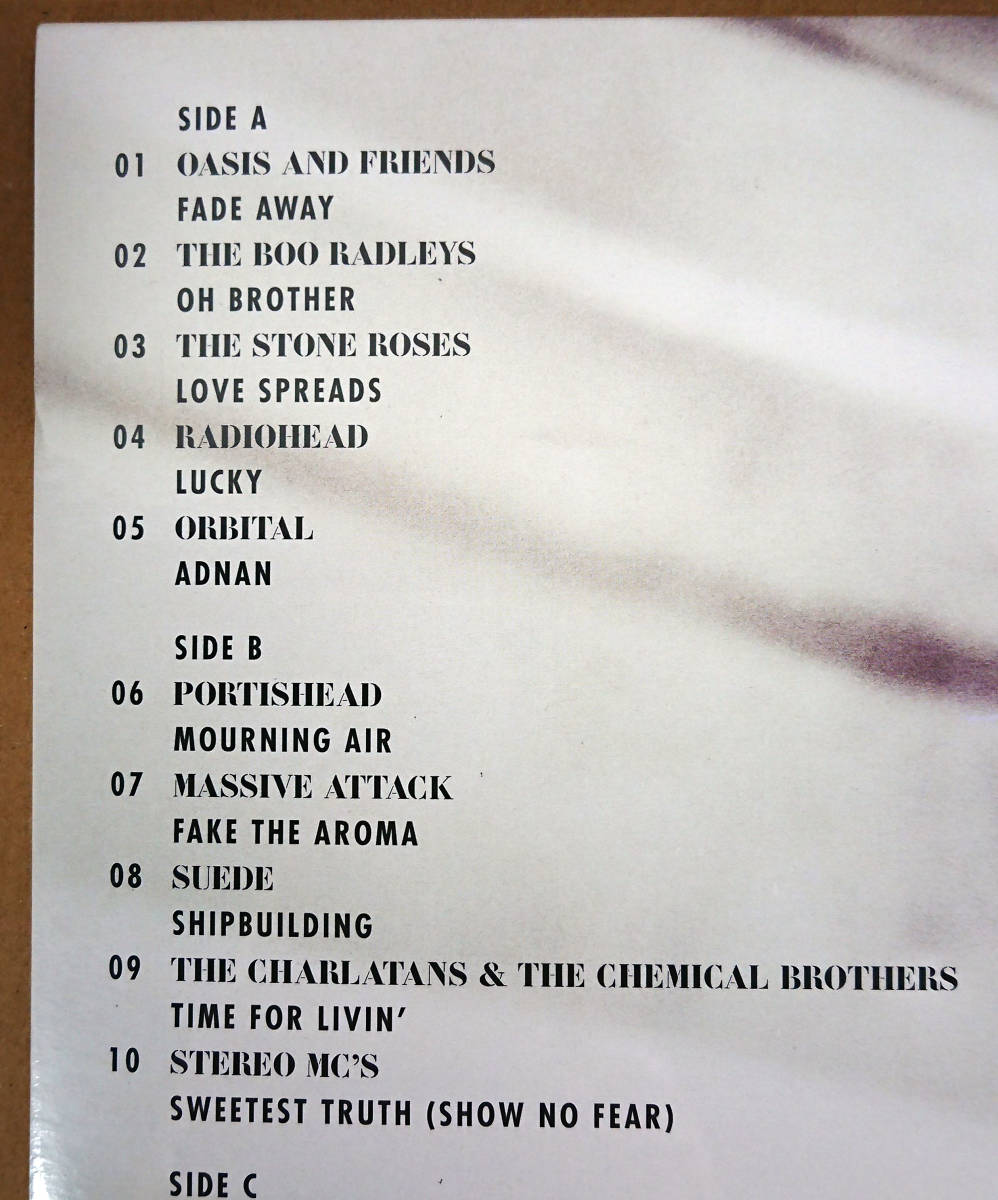 SIDE A
01 OASIS AND FRIENDS
FADE AWAY
02 THE BOO RADLEYS
OH BROTHER
03 THE STONE ROSES
LOVE SPREADS
04 RADIOHEAD
LUCKY
05 ORBITAL
ADNAN
SIDE B
06 PORTISHEAD
MOURNING AIR
07 MASSIVE ATTACK
FAKE THE AROMA
08 SUEDE
SHIPBUILDING
09 THE CHARLATANS & THE CHEMICAL BROTHERS
TIME FOR LIVIN'
10 STEREO MC'S
SWEETEST TRUTH (SHOW NO FEAR)
SIDE C